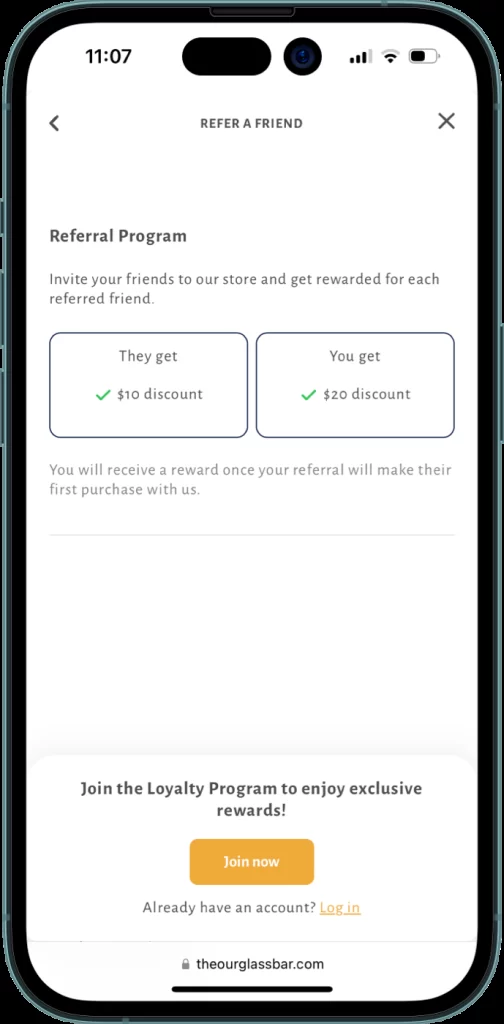 11:07
REFER A FRIEND
Referral Program
Invite your friends to our store and get rewarded for each
referred friend.
They get
$10 discount
You get
$20 discount
You will receive a reward once your referral will make their
first purchase with us.
Join the Loyalty Program to enjoy exclusive
rewards!
Join now
Already have an account? Log in
theourglassbar.com